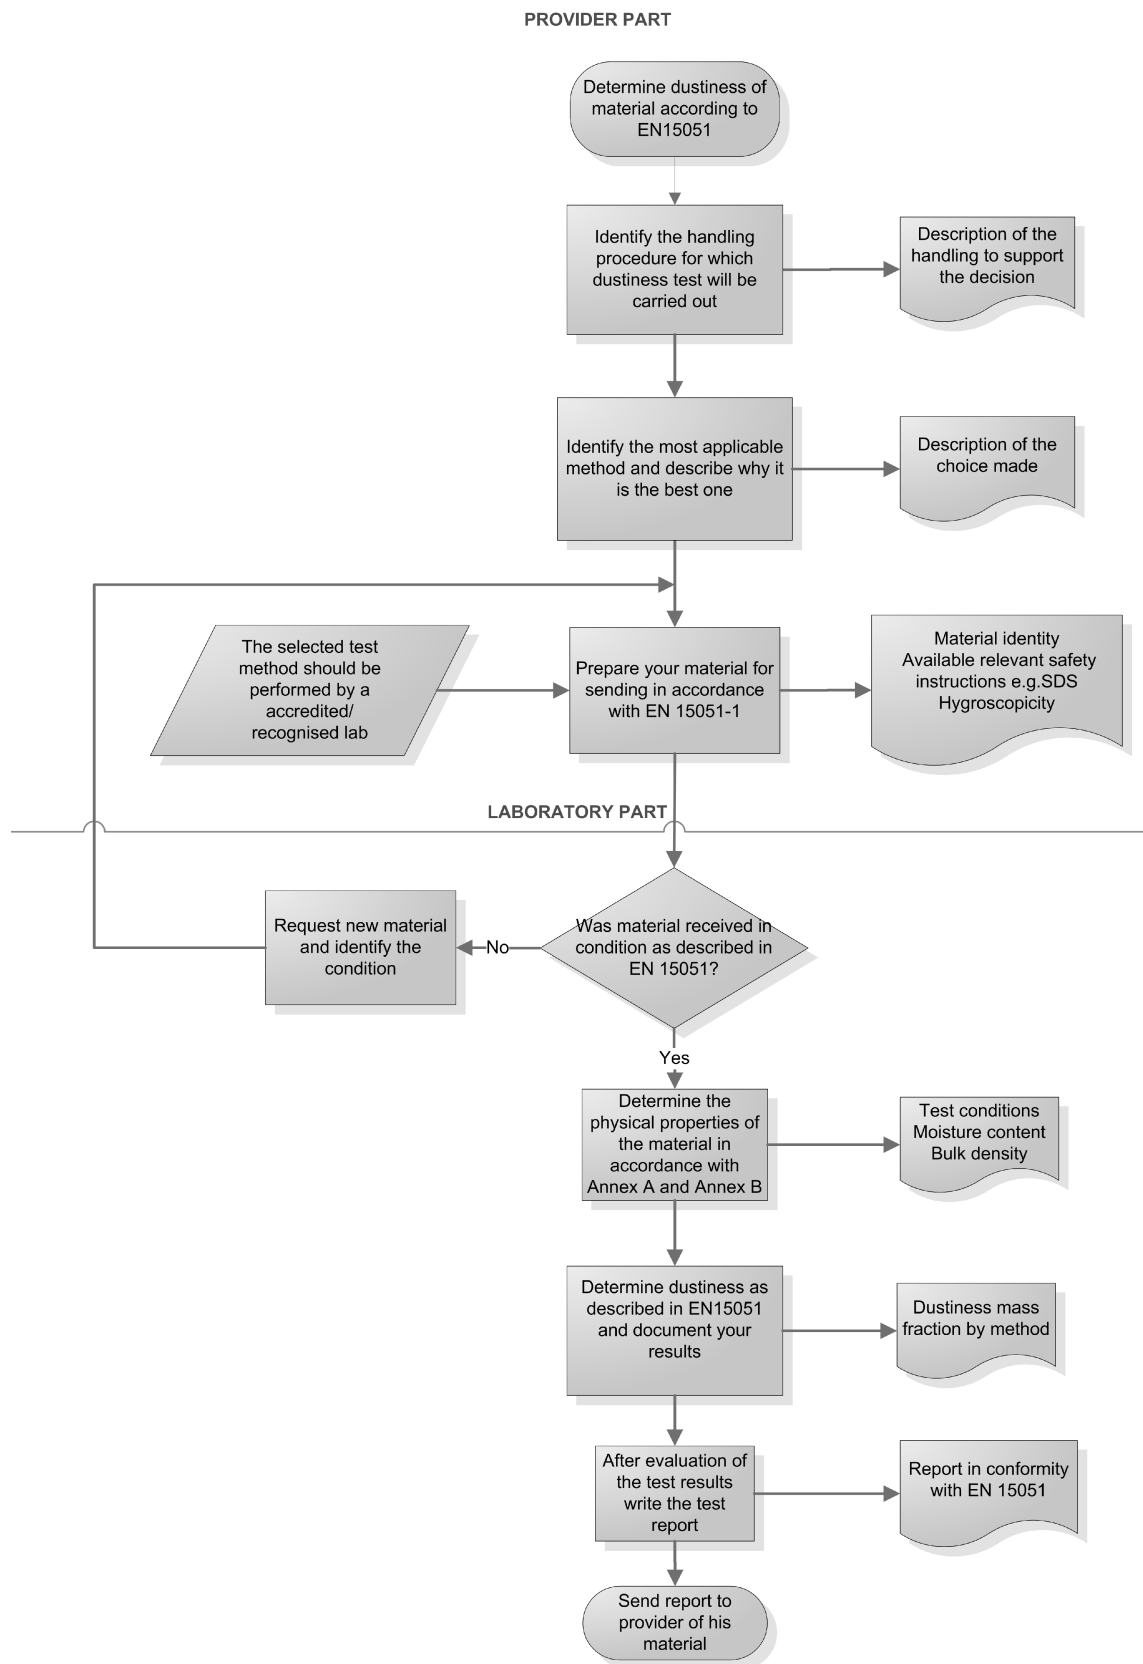 PROVIDER PART
Determine dustiness of
material according to
EN15051
Identify the handling
procedure for which
dustiness test will be
carried out
Description of the
handling to support
the decision
Identify the most applicable
method and describe why it
is the best one
Description of the
choice made
The selected test
method should be
performed by a
accredited/
recognised lab
Prepare your material for
sending in accordance
with EN 15051-1
Material identity
Available relevant safety
instructions e.g.SDS
Hygroscopicity
LABORATORY PART
Was material received in
condition as described in
EN 15051?
No
Request new material
and identify the
condition
Yes
Determine the
physical properties of
the material in
accordance with
Annex A and Annex B
Test conditions
Moisture content
Bulk density
Determine dustiness as
described in EN15051
and document your
results
Dustiness mass
fraction by method
After evaluation of
the test results
write the test
report
Report in conformity
with EN 15051
Send report to
provider of his
material